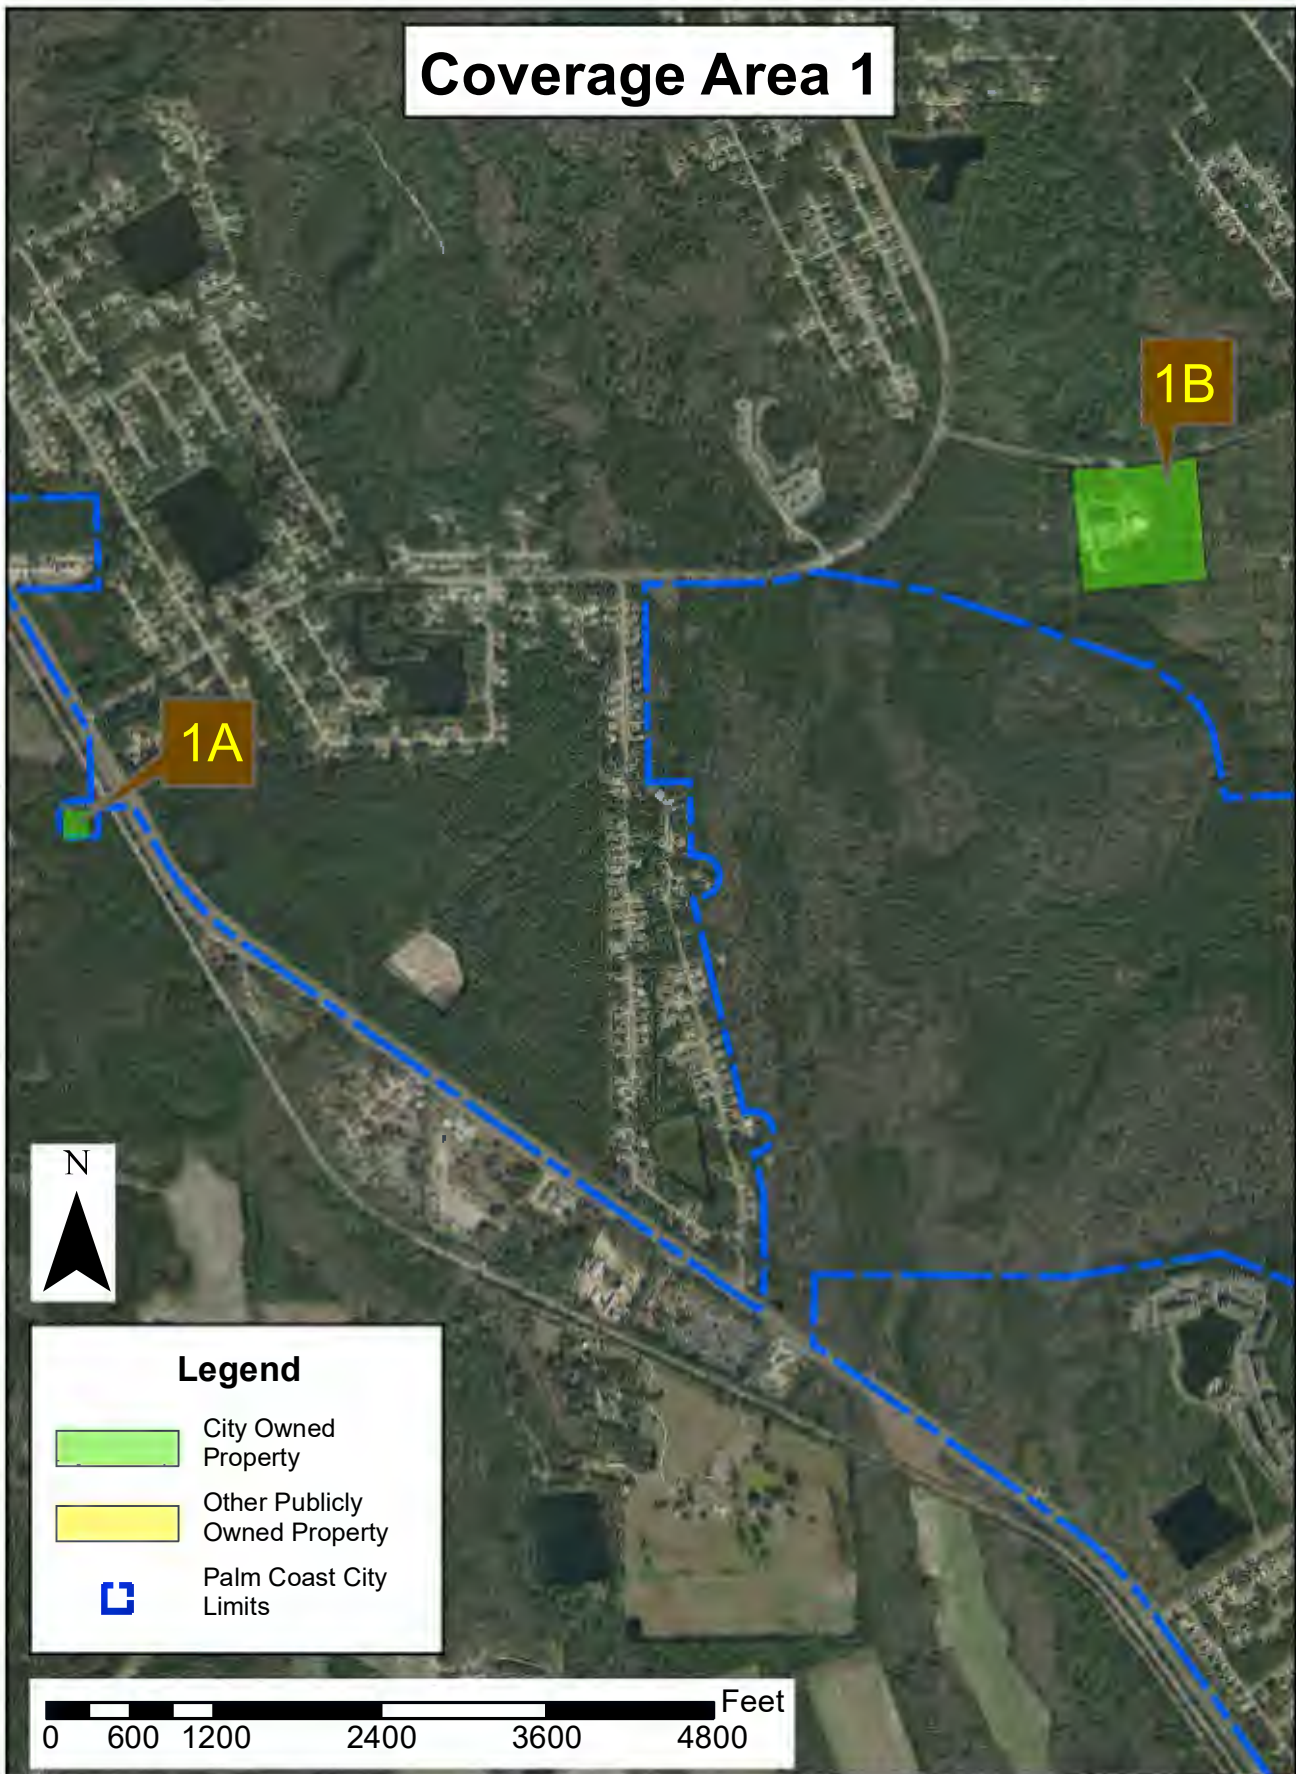 Coverage Area 1
1B
1A
N
Legend
City Owned
Property
Other Publicly
Owned Property
Palm Coast City
Limits
Feet
0 600 1200 2400 3600 4800